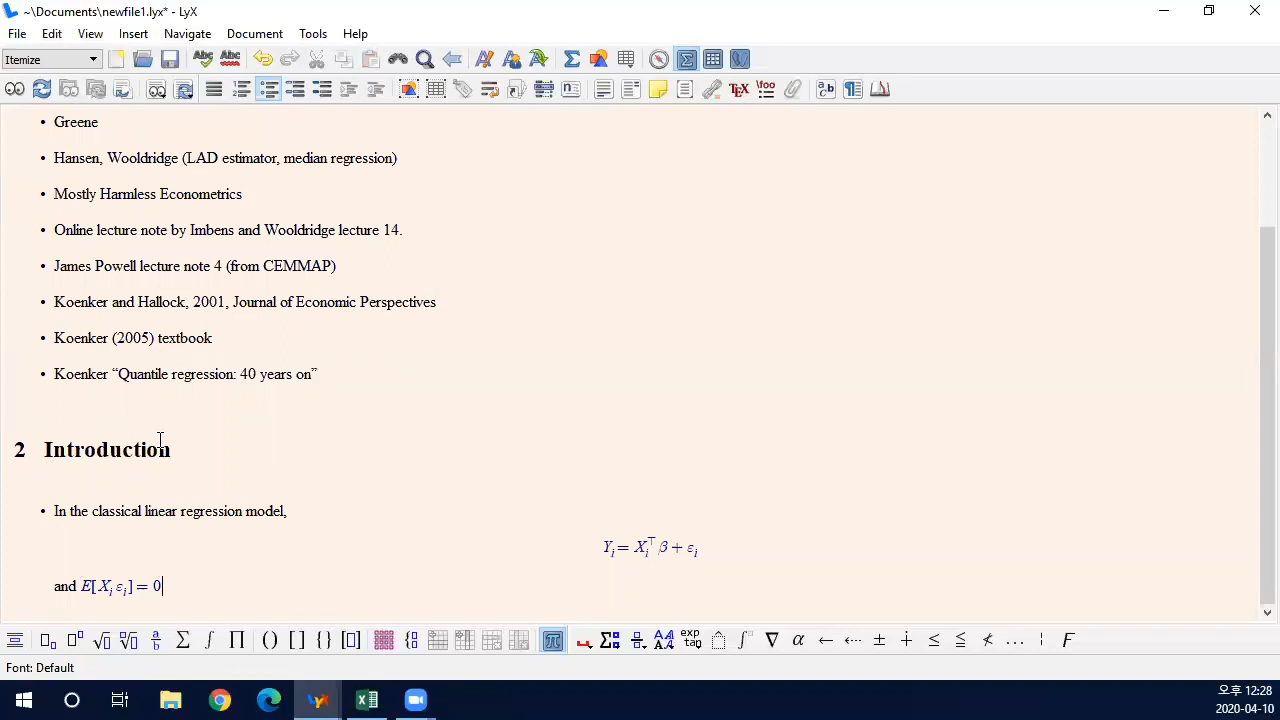 ~\Documents\newfile1.lyx* - LyX
File Edit View Insert Navigate Document Tools Help
Itemize
• Greene
• Hansen, Wooldridge (LAD estimator, median regression)
• Mostly Harmless Econometrics
• Online lecture note by Imbens and Wooldridge lecture 14.
• James Powell lecture note 4 (from CEMMAP)
• Koenker and Hallock, 2001, Journal of Economic Perspectives
• Koenker (2005) textbook
• Koenker “Quantile regression: 40 years on”
2 Introduction
• In the classical linear regression model,
Y_i = X_i^⊤ β + ε_i
and E[X_i ε_i] = 0
Font: Default
오후 12:28
2020-04-10